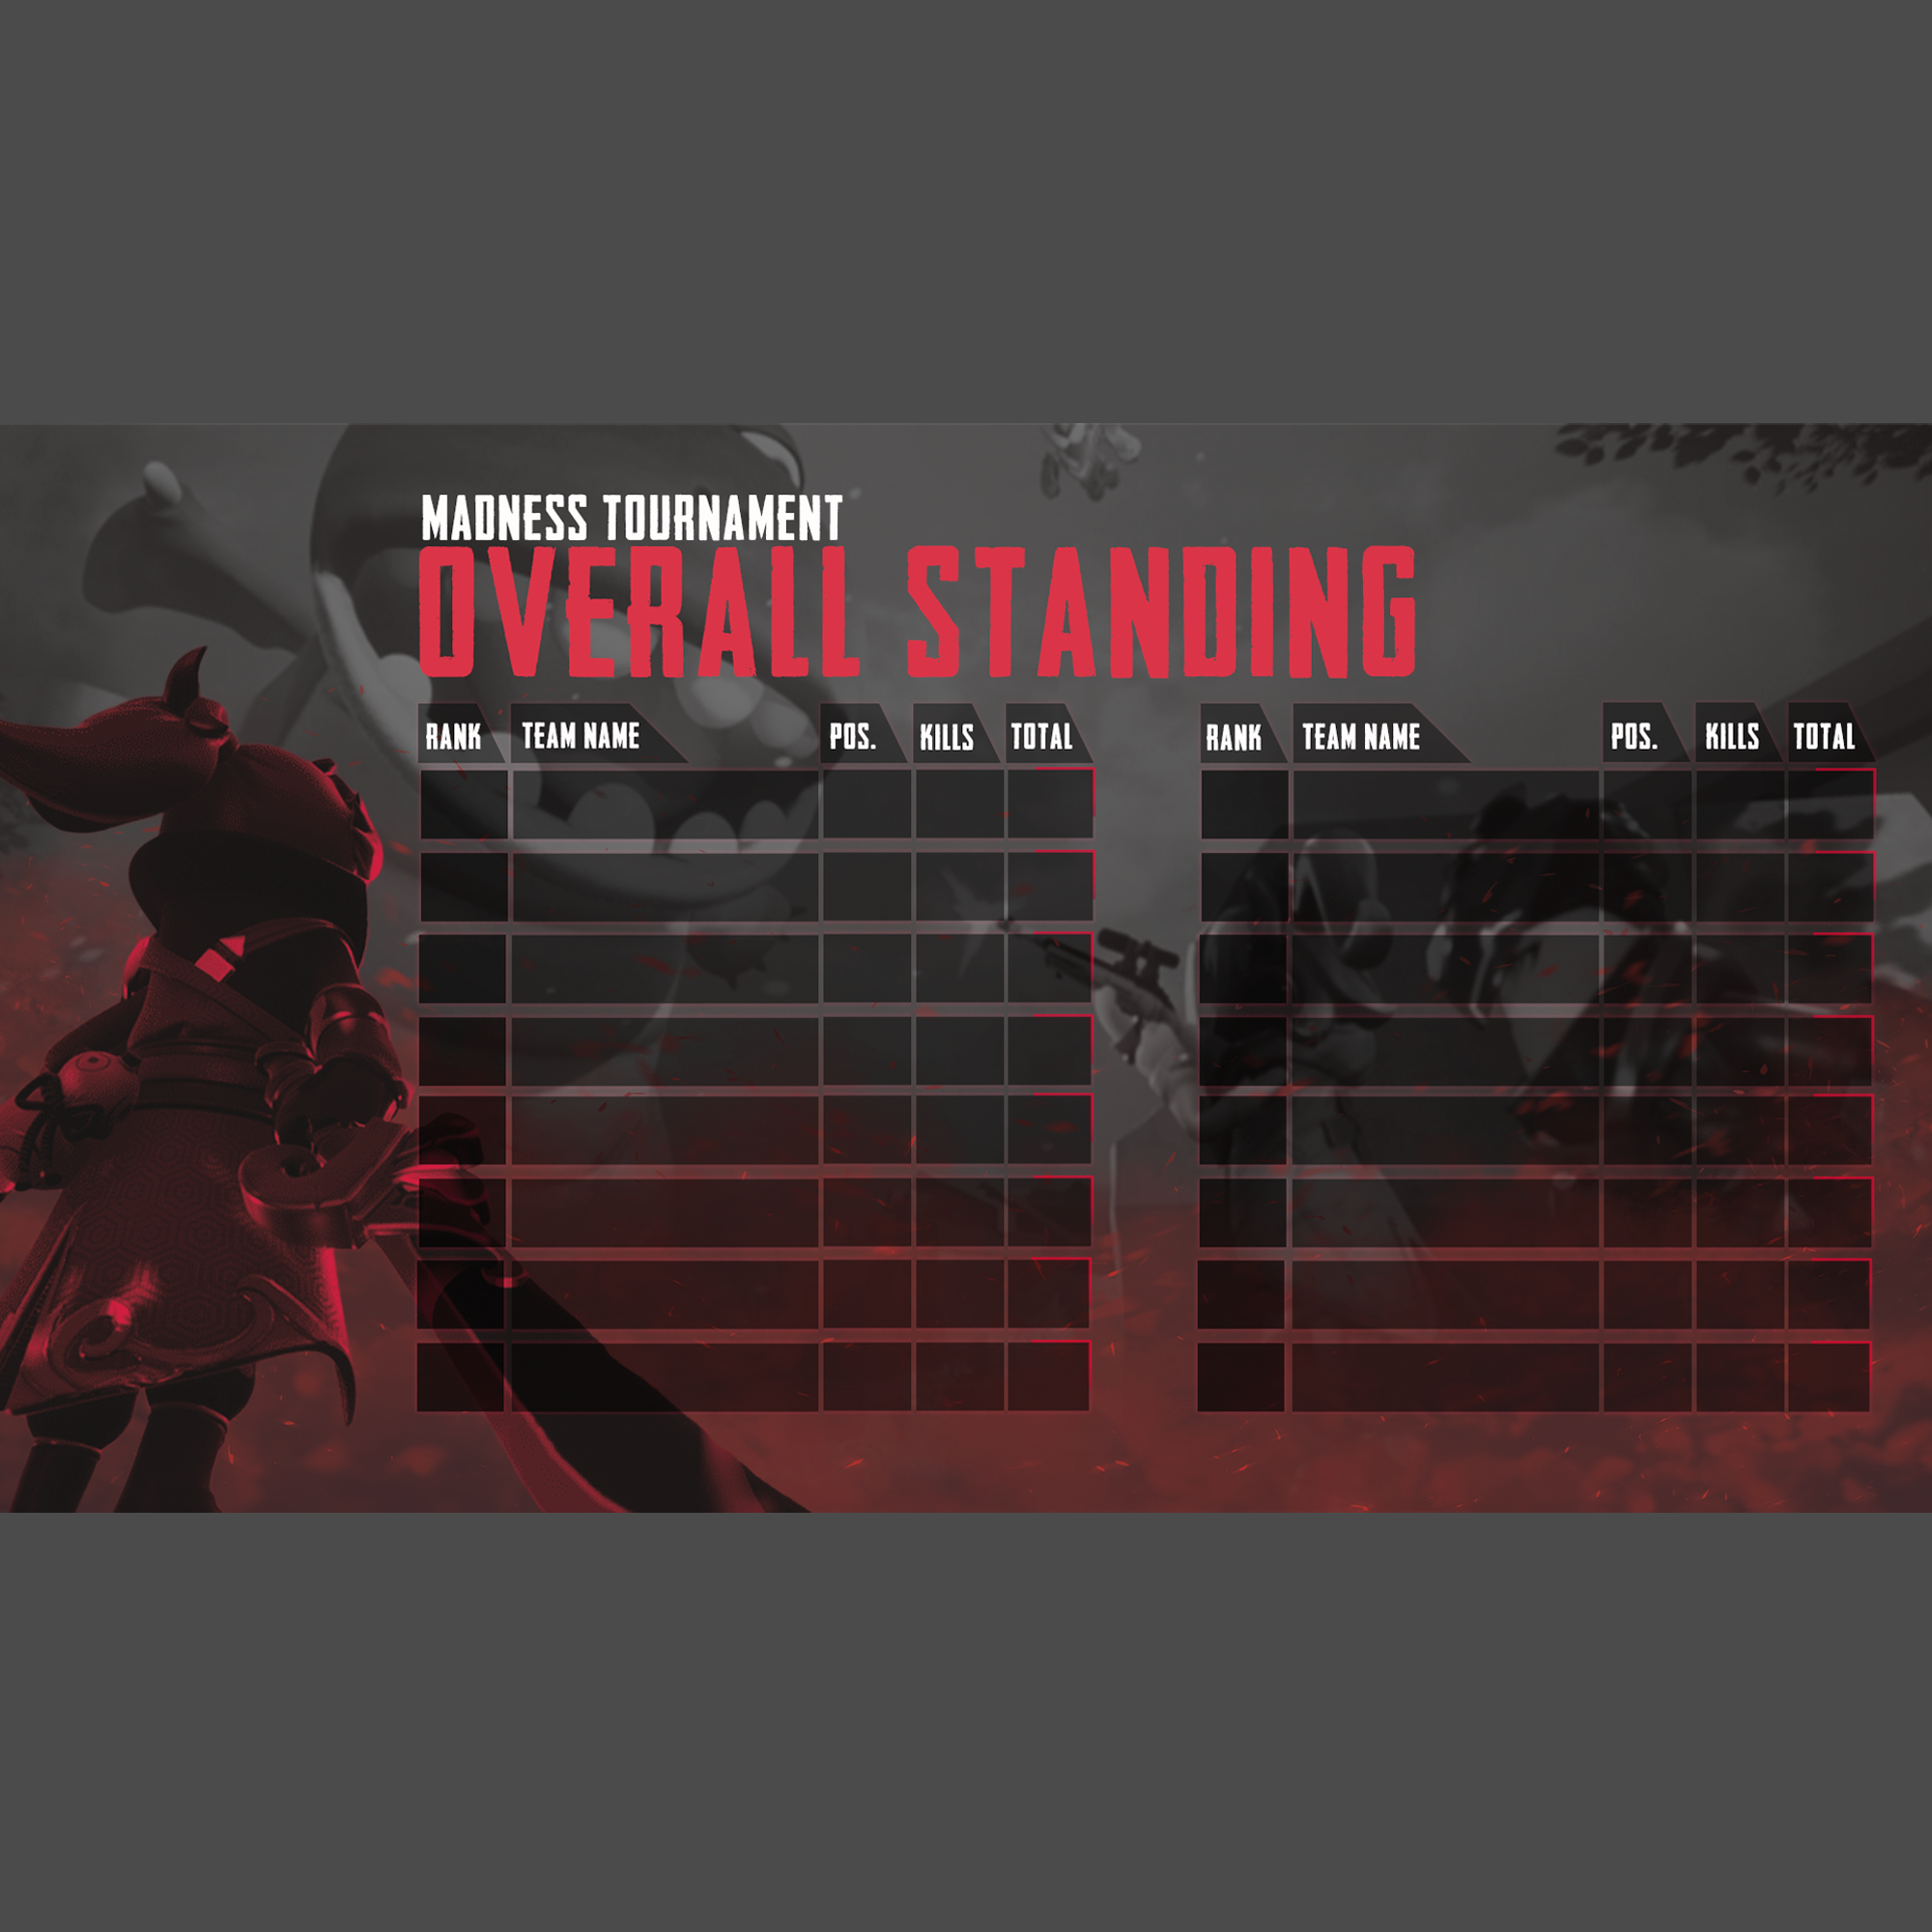 MADNESS TOURNAMENT
OVERALL STANDING
RANK TEAM NAME POS. KILLS TOTAL
RANK TEAM NAME POS. KILLS TOTAL